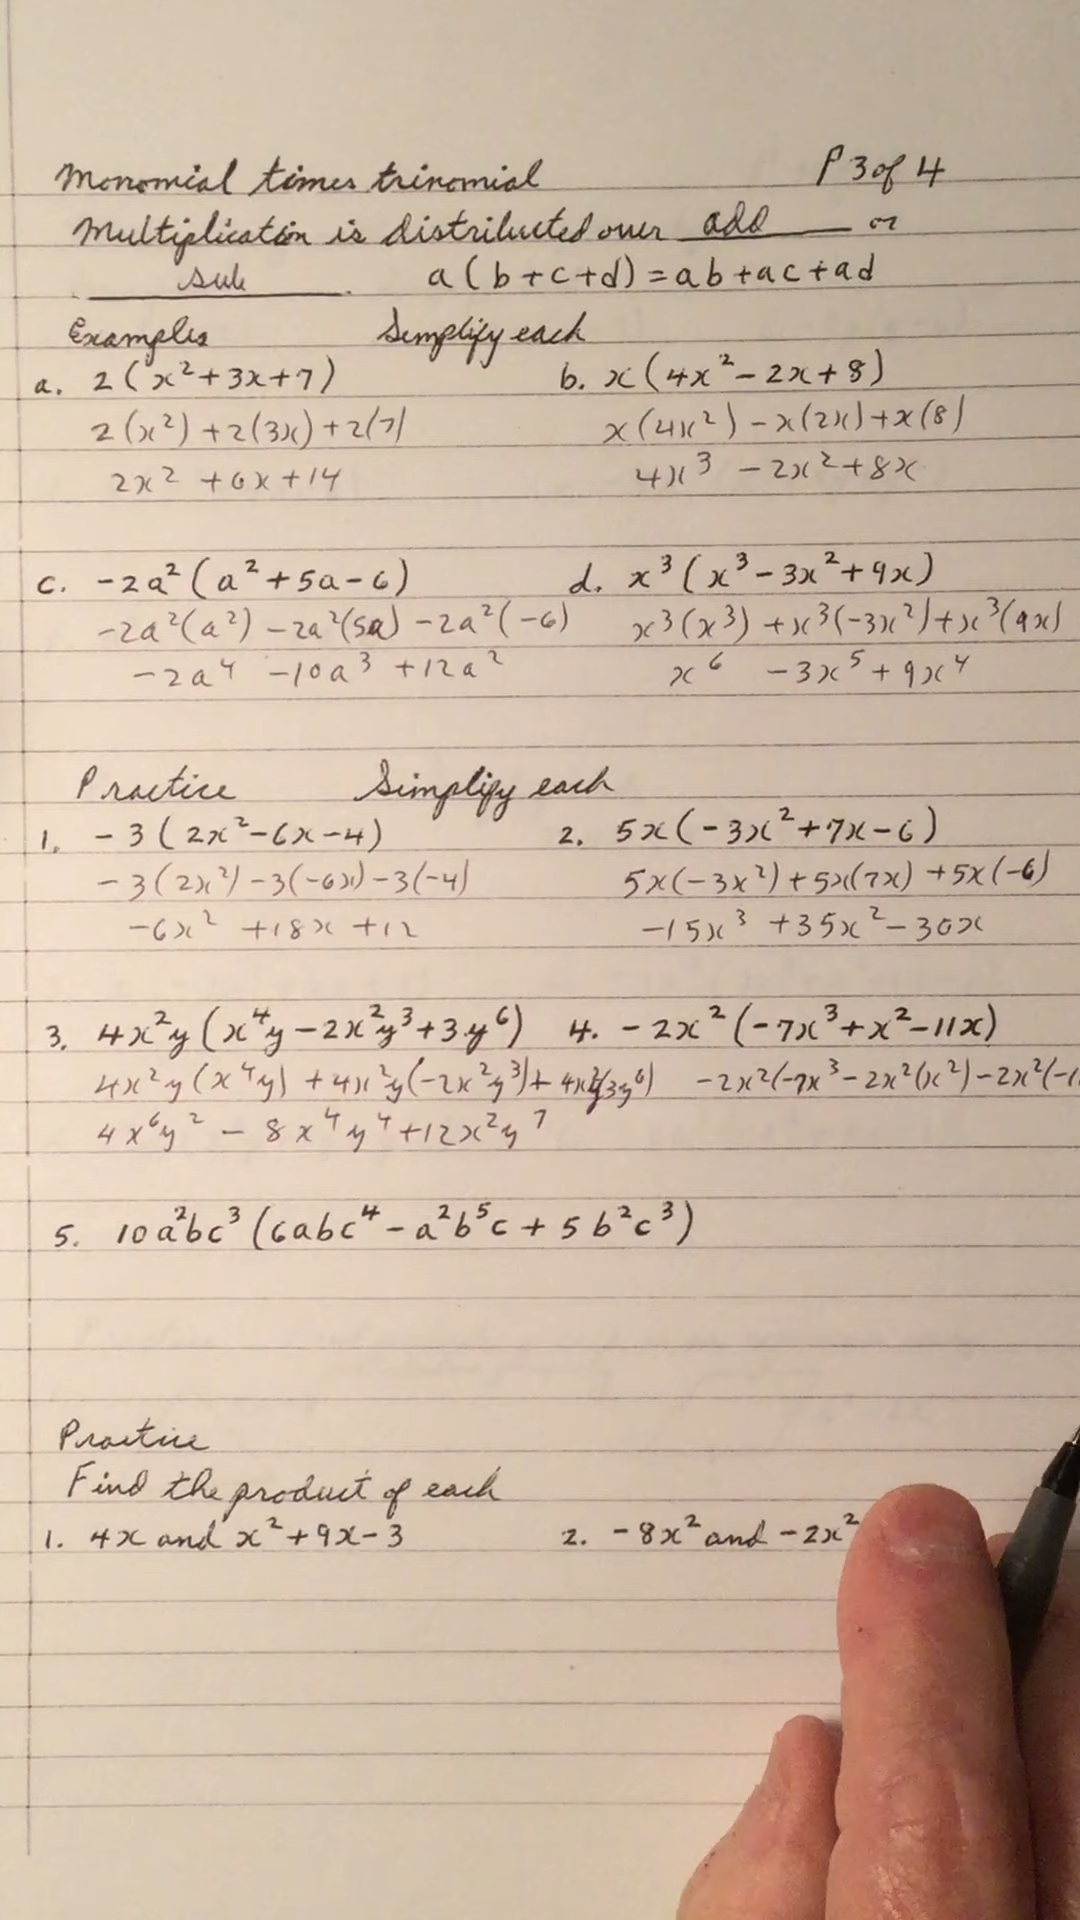 Monomial times trinomial P 3 of 4
Multiplication is distributed over add or
sub. a(b+c+d)=ab+ac+ad
Examples Simplify each
a. 2(x²+3x+7) b. x(4x²-2x+8)
2(x²)+2(3x)+2(7) x(4x²)-x(2x)+x(8)
2x²+6x+14 4x³-2x²+8x
c. -2a²(a²+5a-6) d. x³(x³-3x²+9x)
-2a²(a²)-2a²(5a)-2a²(-6) x³(x³)+x³(-3x²)+x³(9x)
-2a⁴-10a³+12a² x⁶-3x⁵+9x⁴
Practice Simplify each
1. -3(2x²-6x-4) 2. 5x(-3x²+7x-6)
-3(2x²)-3(-6x)-3(-4) 5x(-3x²)+5x(7x)+5x(-6)
-6x²+18x+12 -15x³+35x²-30x
3. 4x²y(x⁴y-2x²y³+3y⁶) 4. -2x²(-7x³+x²-11x)
4x²y(x⁴y)+4x²y(-2x²y³)+4x²y(3y⁶) -2x²(-7x³-2x²(x²)-2x²(-1
4x⁶y²-8x⁴y⁴+12x²y⁷
5. 10a²bc³(6abc⁴-a²b⁵c+5b²c³)
Practice
Find the product of each
1. 4x and x²+9x-3 2. -8x² and -2x²